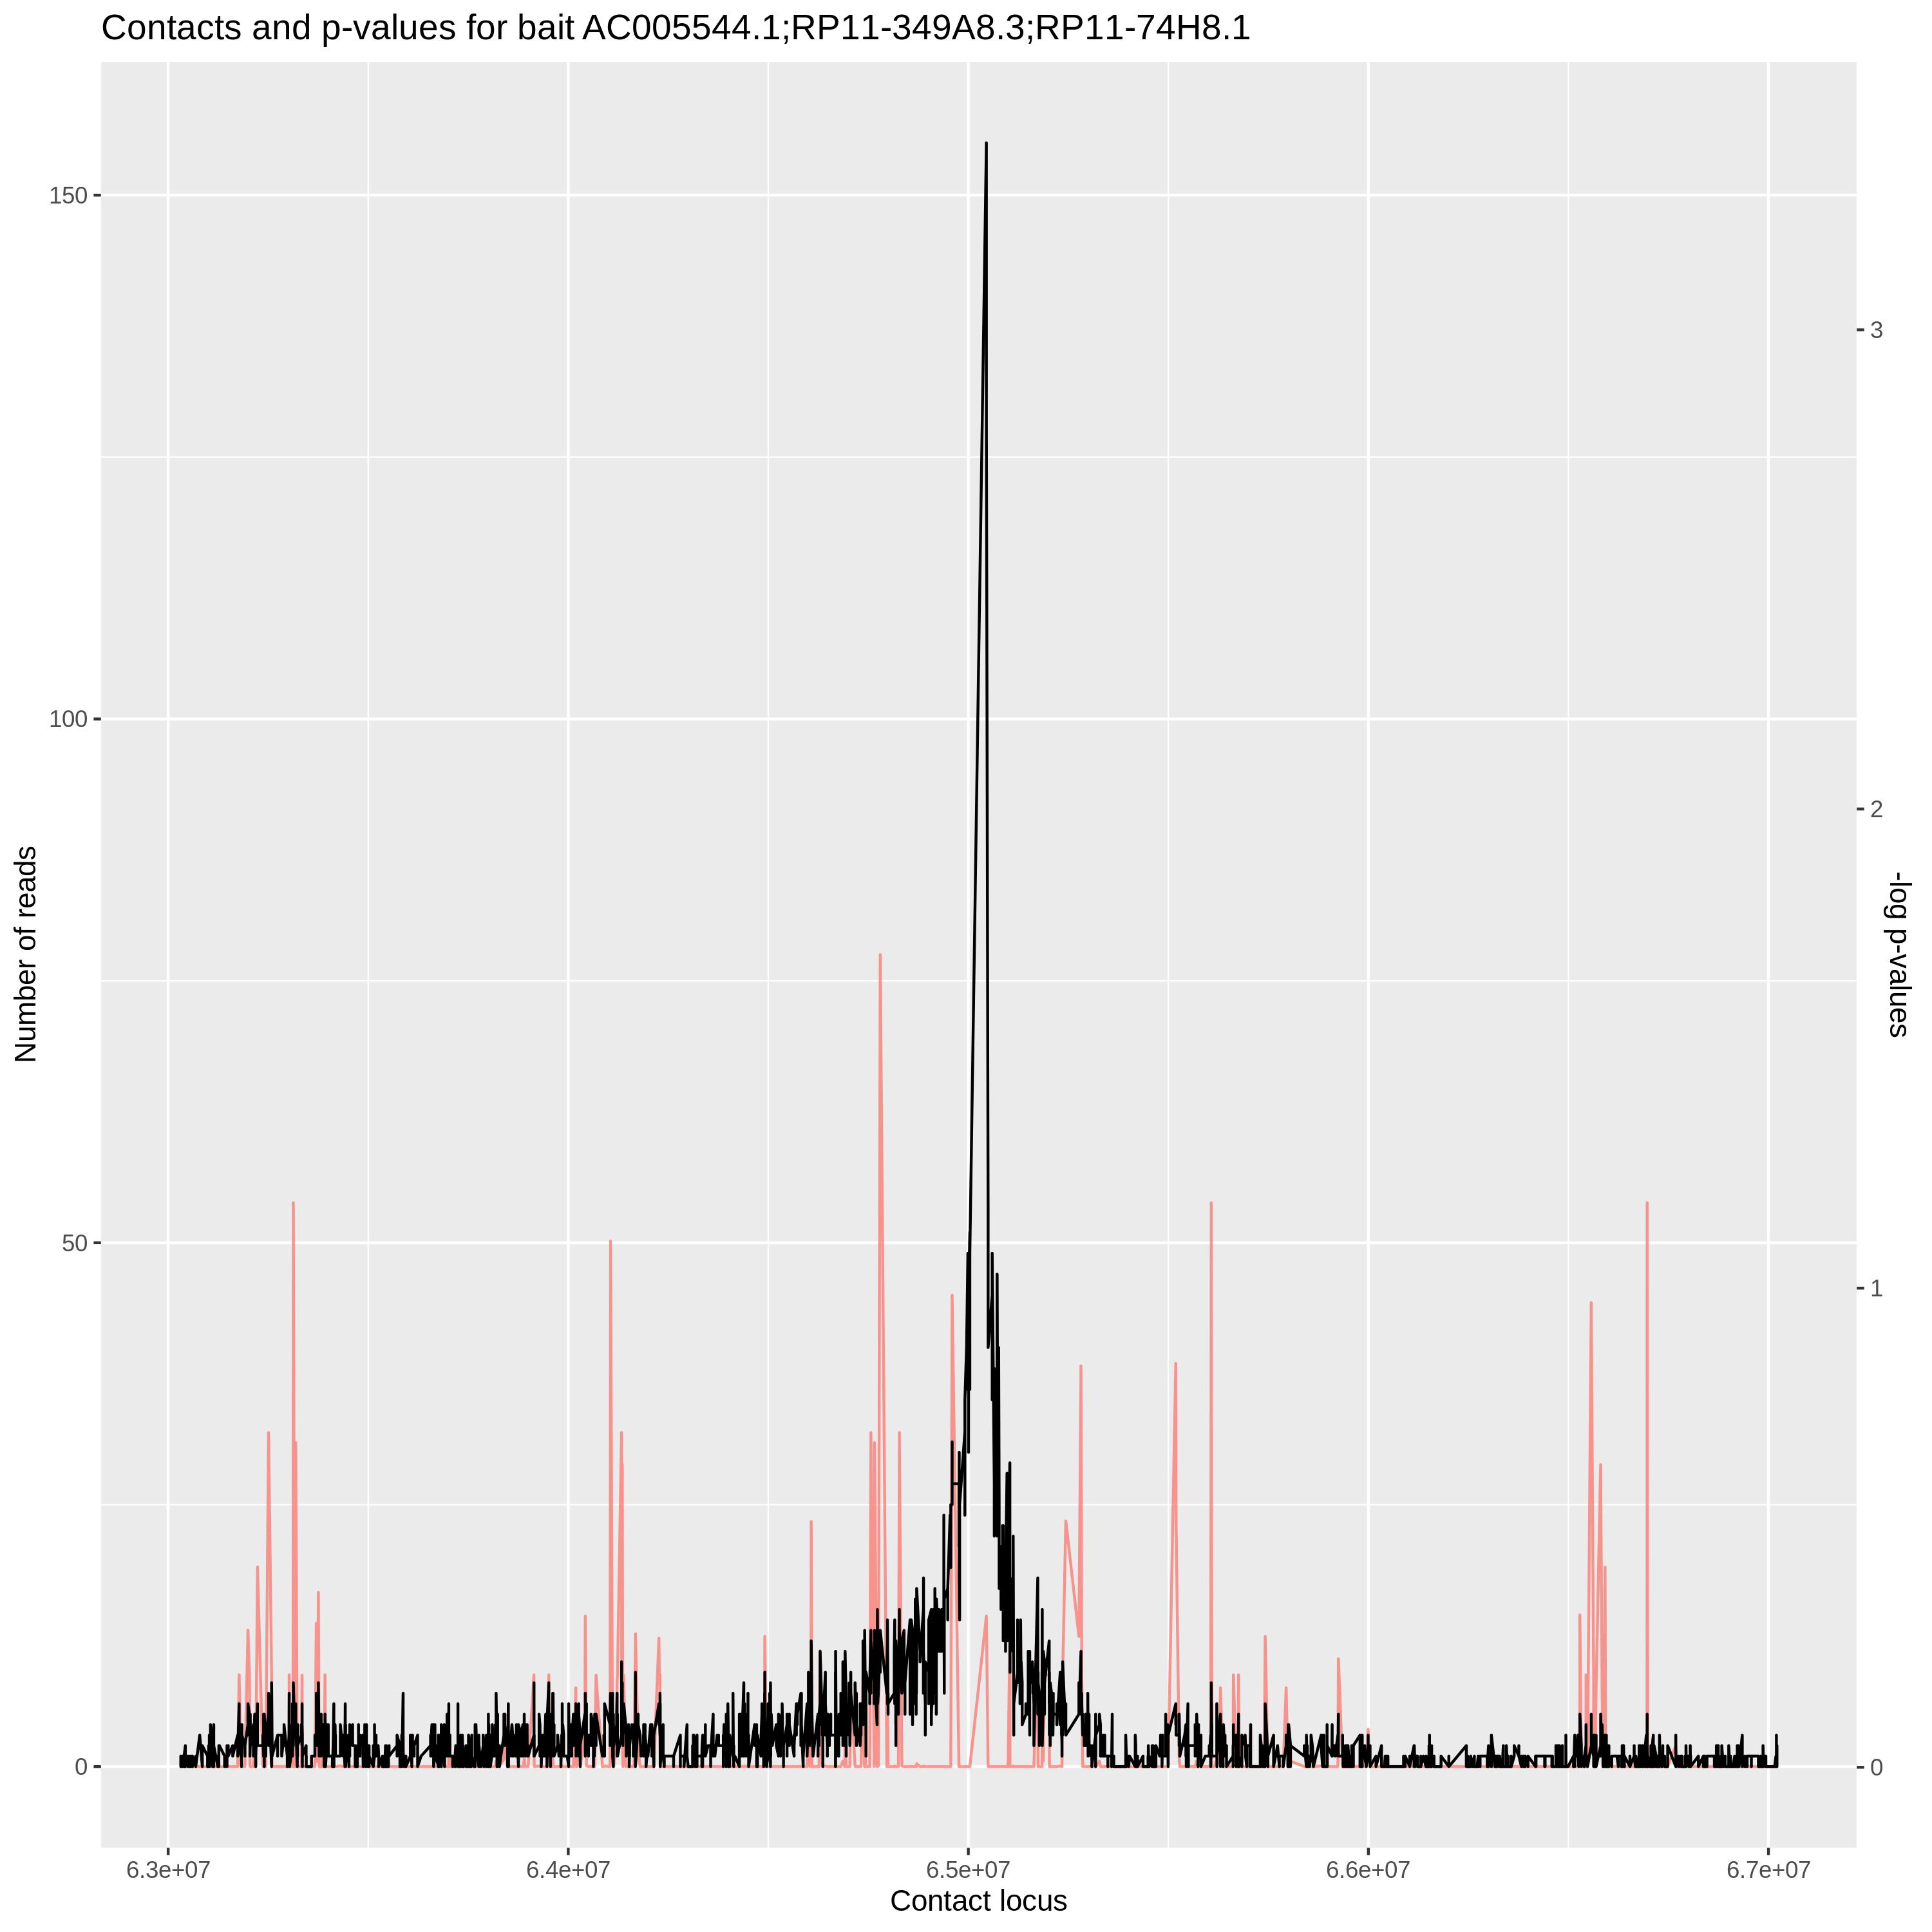 Contacts and p-values for bait AC005544.1;RP11-349A8.3;RP11-74H8.1
150
100
50
0
Number of reads
3
2
1
0
-log p-values
6.3e+07 6.4e+07 6.5e+07 6.6e+07 6.7e+07
Contact locus